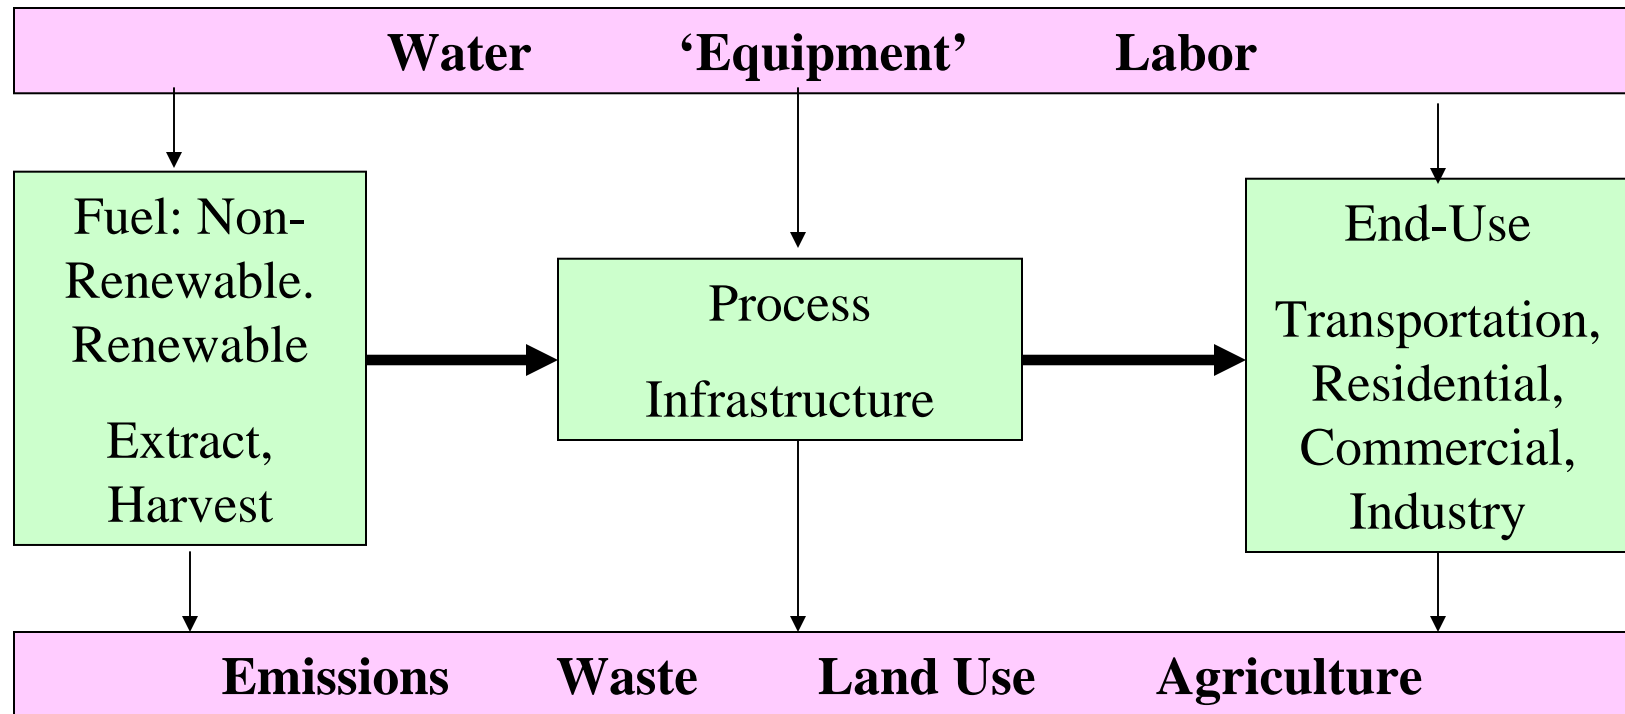 Water ‘Equipment’ Labor
Fuel: Non-
Renewable.
Renewable
Extract,
Harvest
Process
Infrastructure
End-Use
Transportation,
Residential,
Commercial,
Industry
Emissions Waste Land Use Agriculture